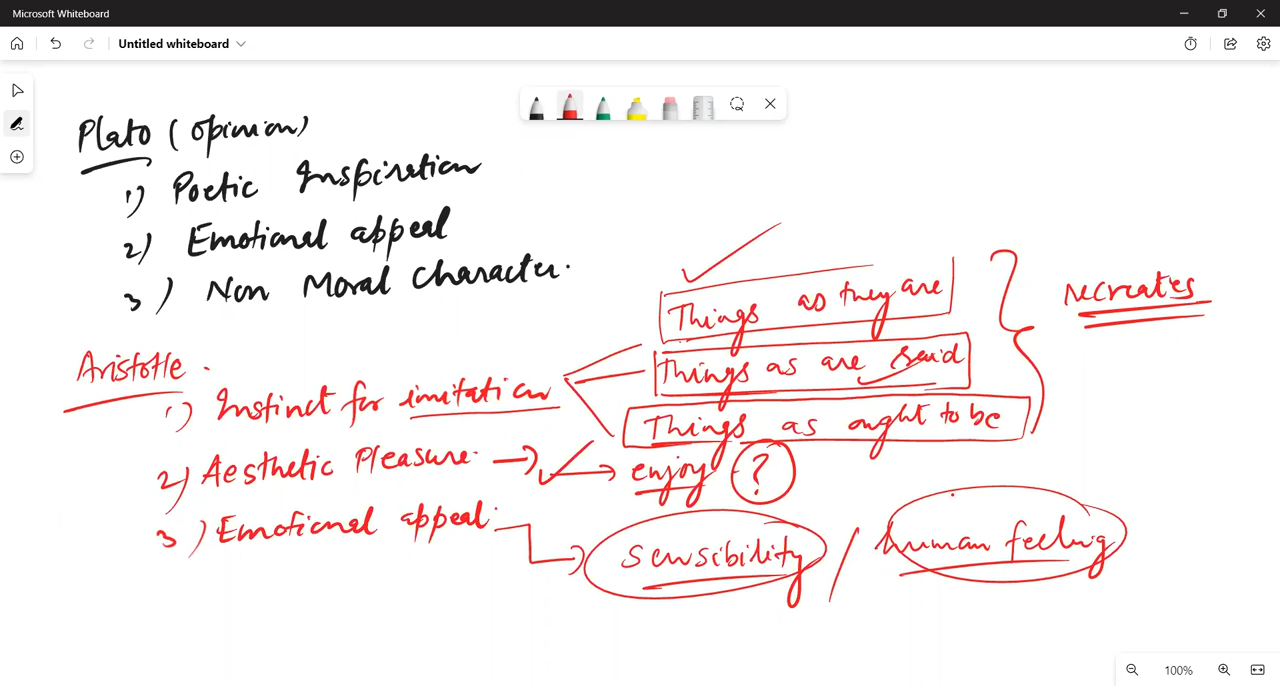 Microsoft Whiteboard
Untitled whiteboard
Plato (opinion)
1) Poetic Inspiration
2) Emotional appeal
3) Non Moral Character.
Things as they are
recreates
Aristotle.
Things as are said
1) Instinct for imitation
Things as ought to be
2) Aesthetic Pleasure. → enjoy ?
3) Emotional appeal. → sensibility / human feeling
100%